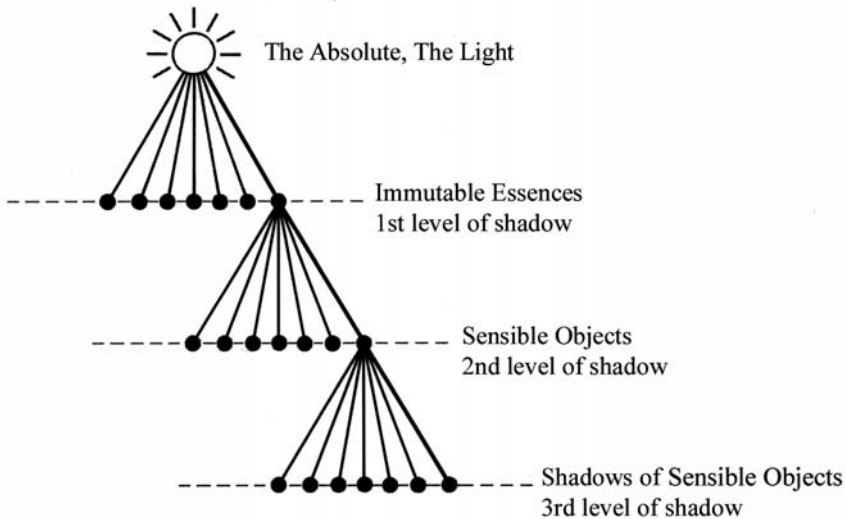 The Absolute, The Light
Immutable Essences
1st level of shadow
Sensible Objects
2nd level of shadow
Shadows of Sensible Objects
3rd level of shadow